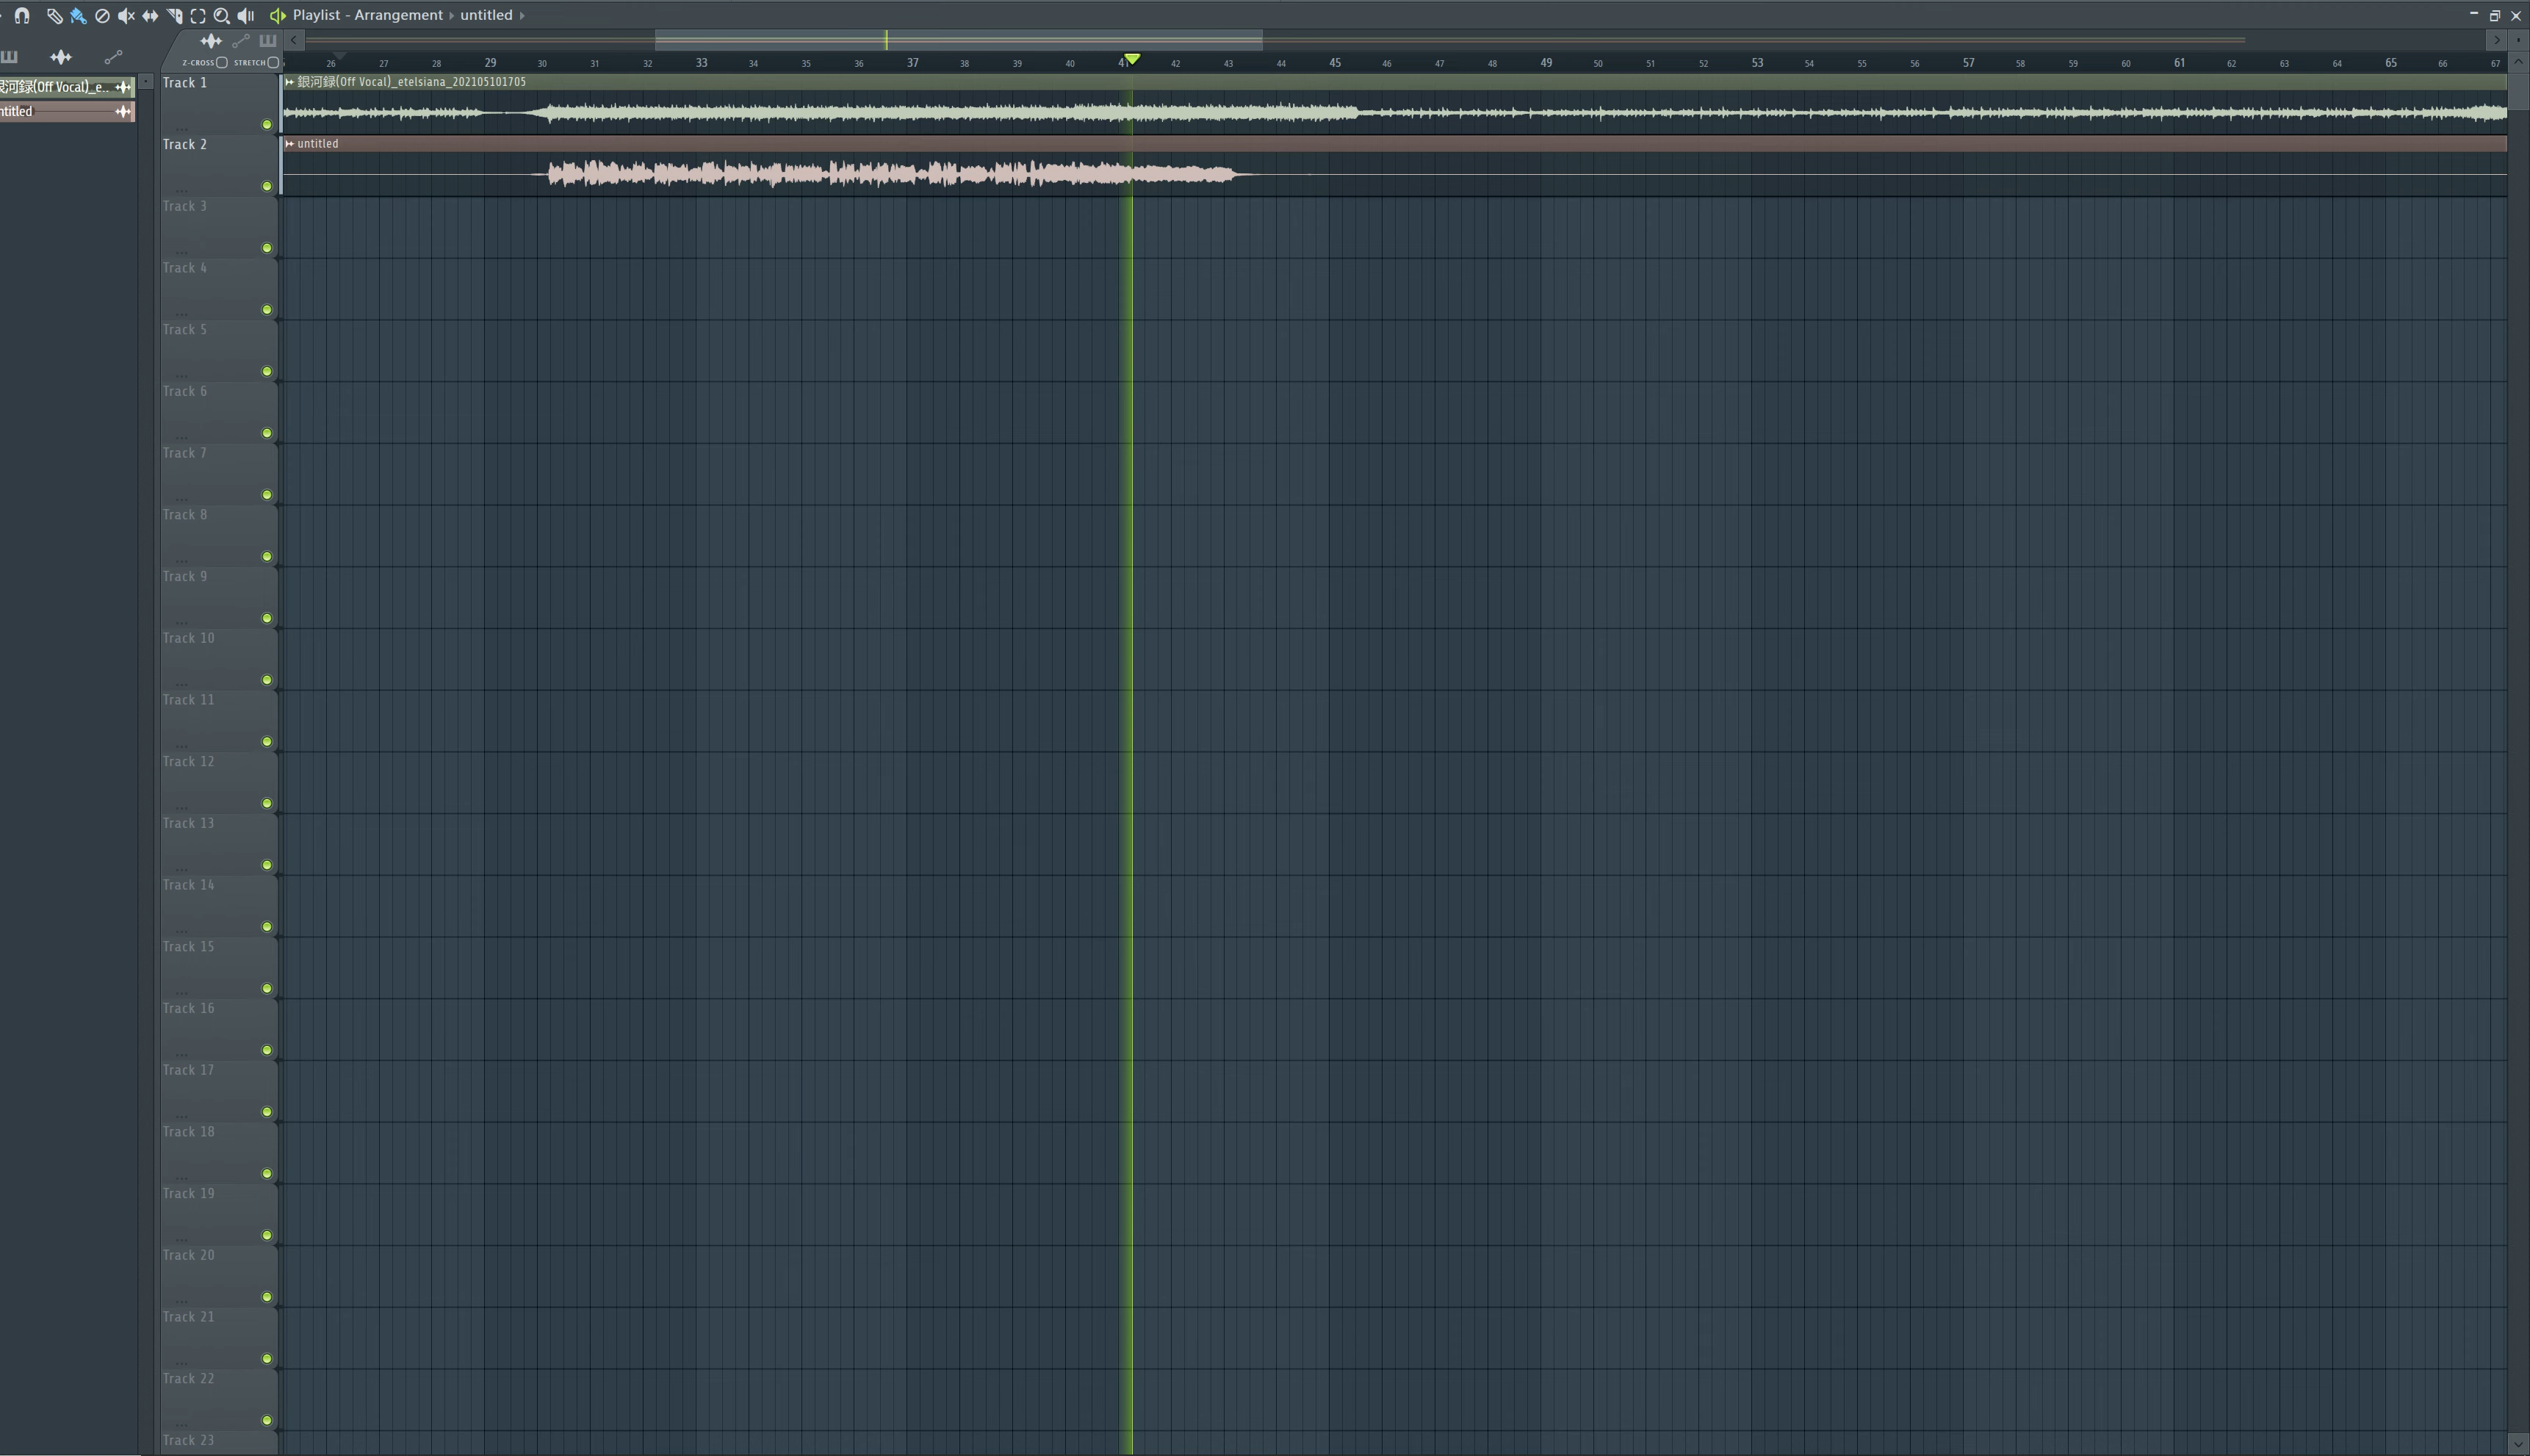 Playlist - Arrangement untitled
Z-CROSS STRETCH
26 27 28 29 30 31 32 33 34 35 36 37 38 39 40 41 42 43 44 45 46 47 48 49 50 51 52 53 54 55 56 57 58 59 60 61 62 63 64 65 66 67
銀河録(Off Vocal)_e..
ntitled
Track 1
銀河録(Off Vocal)_etelsiana_202105101705
Track 2
untitled
Track 3
Track 4
Track 5
Track 6
Track 7
Track 8
Track 9
Track 10
Track 11
Track 12
Track 13
Track 14
Track 15
Track 16
Track 17
Track 18
Track 19
Track 20
Track 21
Track 22
Track 23